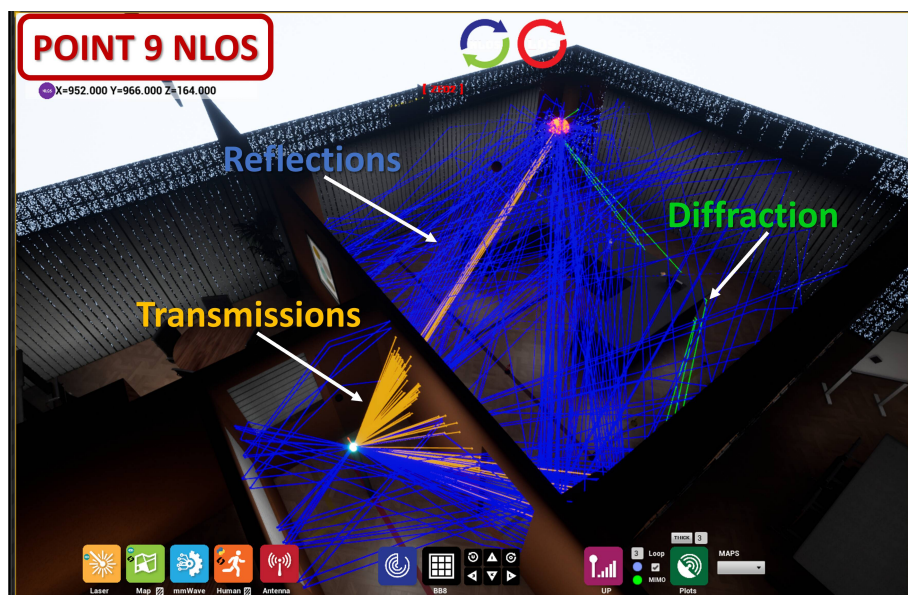 POINT 9 NLOS
NLOS X=952.000 Y=966.000 Z=164.000
Reflections
Diffraction
Transmissions
THICK 3
3 Loop
MAPS
MIMO
Laser Map mmWave Human Antenna BB8 UP Plots